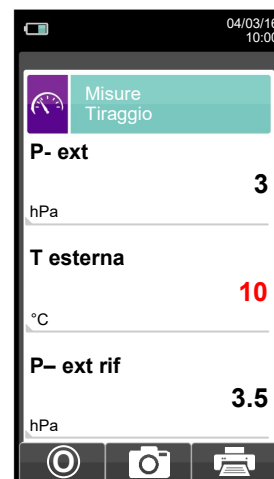 04/03/16
10:00
Misure
Tiraggio
P- ext
3
hPa
T esterna
10
°C
P– ext rif
3.5
hPa